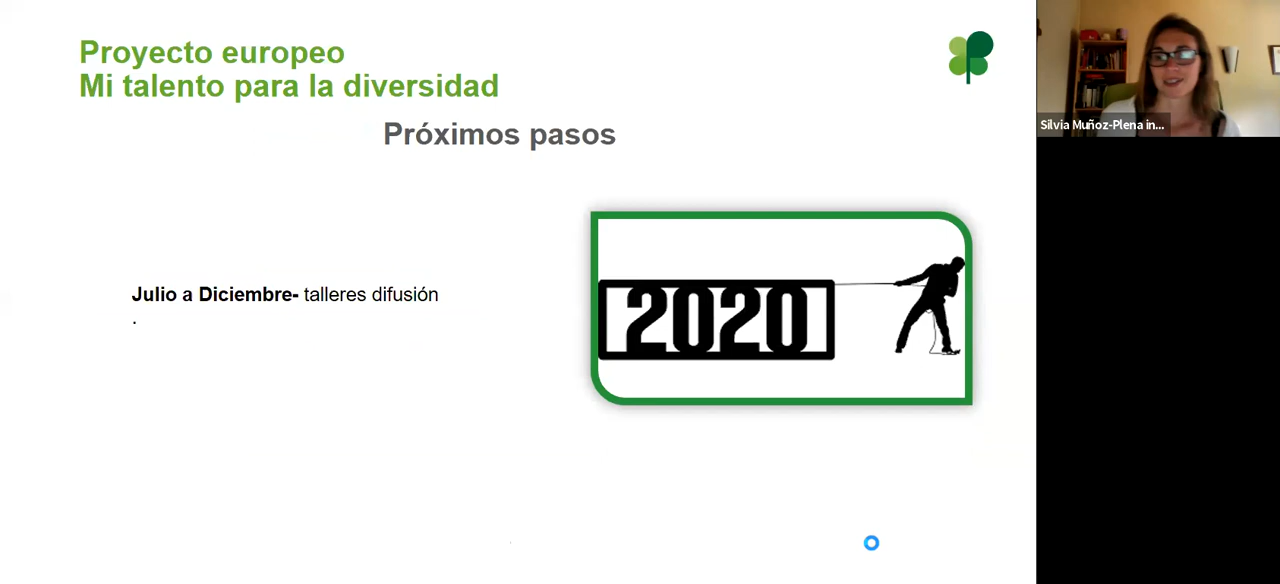 Proyecto europeo
Mi talento para la diversidad
Próximos pasos
Julio a Diciembre- talleres difusión
.
2020
Silvia Muñoz-Plena in...